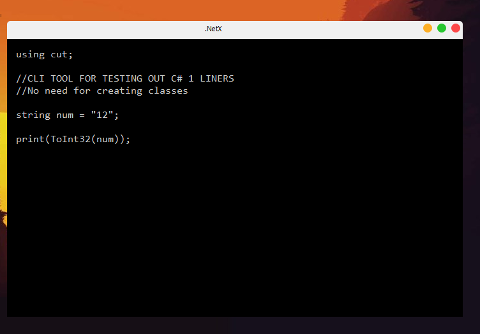 .NetX
using cut;
//CLI TOOL FOR TESTING OUT C# 1 LINERS
//No need for creating classes
string num = "12";
print(ToInt32(num));